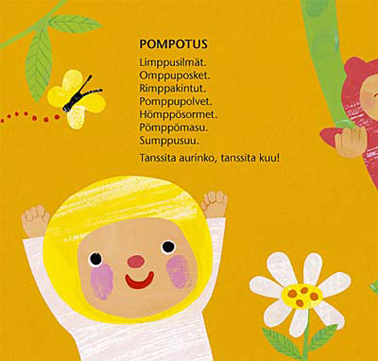 POMPOTUS
Limppusilmät.
Omppuposket.
Rimppakintut.
Pomppupolvet.
Hömppösormet.
Pömppömasu.
Sumppusuu.
Tanssita aurinko, tanssita kuu!